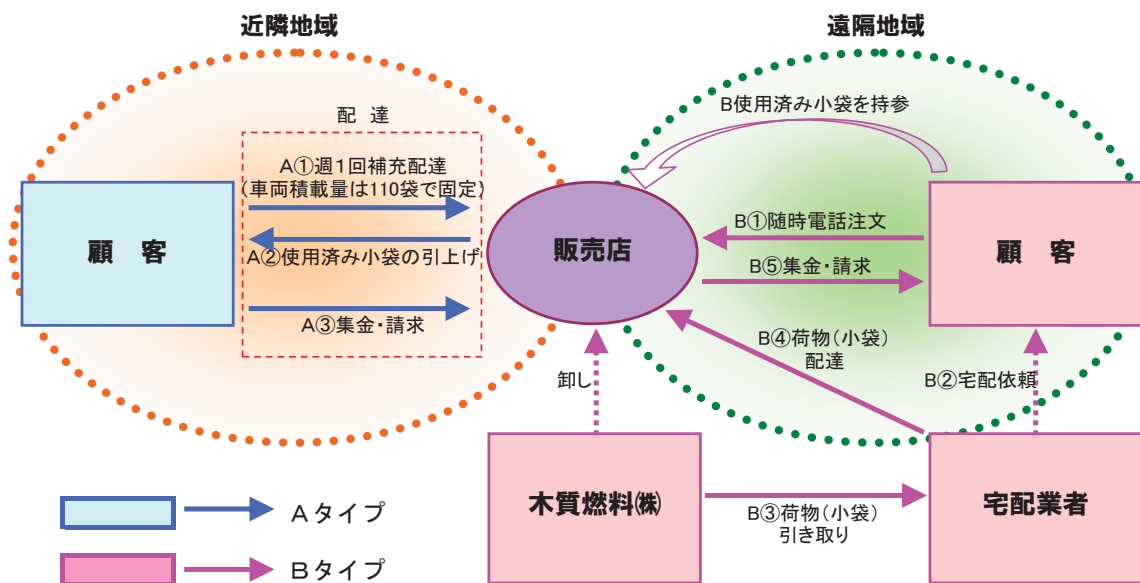 近隣地域
遠隔地域
配 達
A①週1回補充配達
(車両積載量は110袋で固定)
A②使用済み小袋の引上げ
A③集金・請求
顧 客
販売店
B使用済み小袋を持参
B①随時電話注文
B⑤集金・請求
顧 客
B④荷物(小袋)
配達
B②宅配依頼
卸し
木質燃料㈱
B③荷物(小袋)
引き取り
宅配業者
Aタイプ
Bタイプ